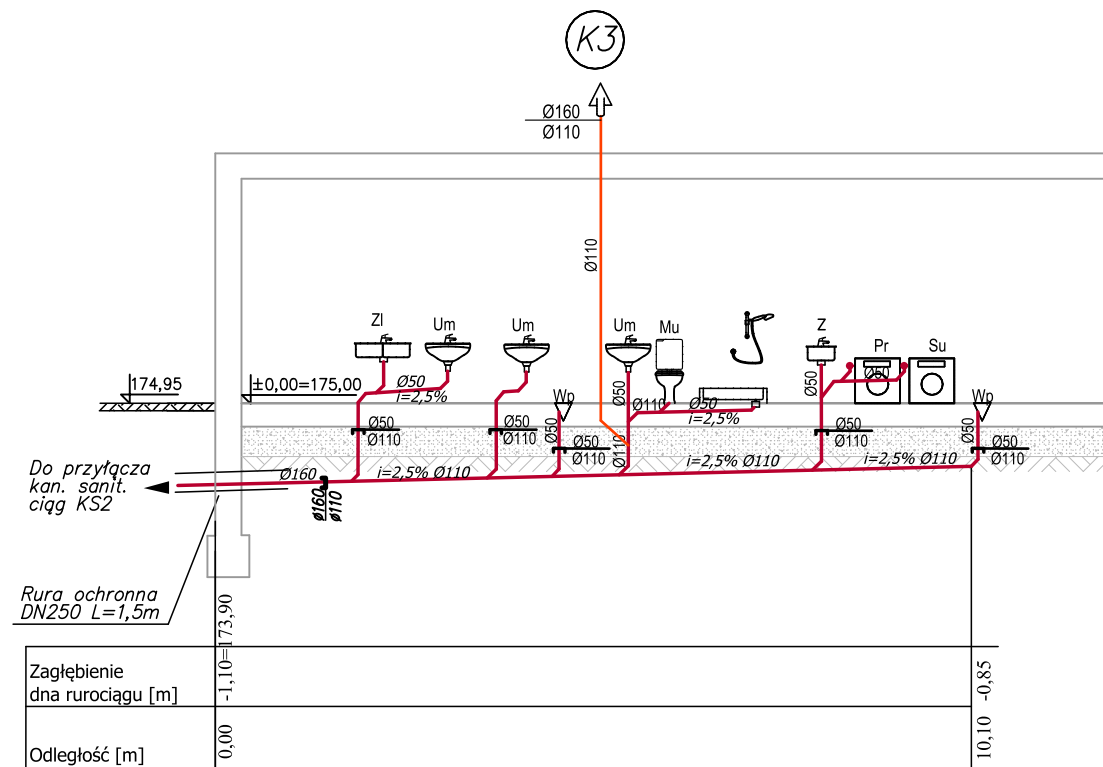 K3
Ø160
Ø110
Ø110
Zl
Um
Um
Um
Mu
Z
Pr
Su
174,95
±0,00=175,00
Ø50
i=2,5%
Wp
Ø50
Ø110
Ø50
i=2,5%
Ø50
Wp
Ø50
Ø110
Ø50
Ø110
Ø50
Ø50
Ø110
Ø110
Ø50
Ø110
Ø50
Ø50
Ø110
Do przyłącza
kan. sanit.
ciąg KS2
Ø160
i=2,5% Ø110
i=2,5% Ø110
i=2,5% Ø110
Ø160
Ø110
Rura ochronna
DN250 L=1,5m
Zagłębienie
dna rurociągu [m]
-1,10=173,90
-0,85
Odległość [m]
0,00
10,10